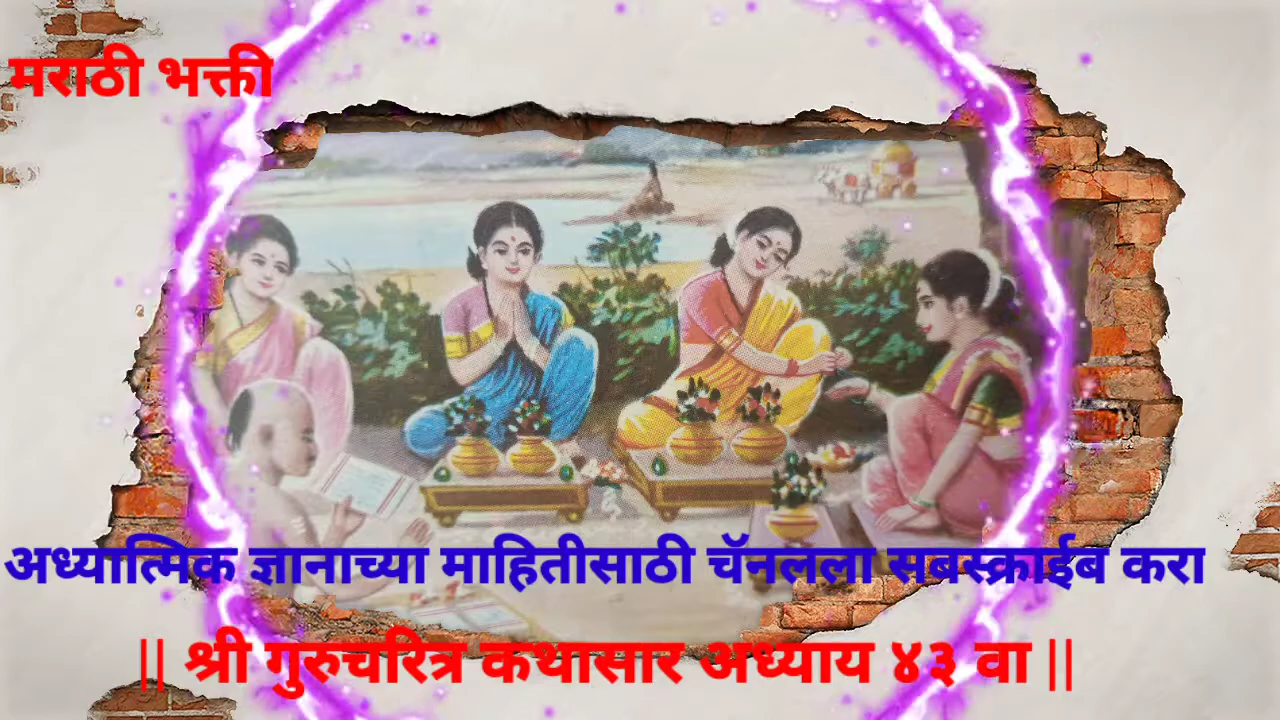 मराठी भक्ती
अध्यात्मिक ज्ञानाच्या माहितीसाठी चॅनलला सबस्क्राईब करा
|| श्री गुरुचरित्र कथासार अध्याय ४३ वा ||